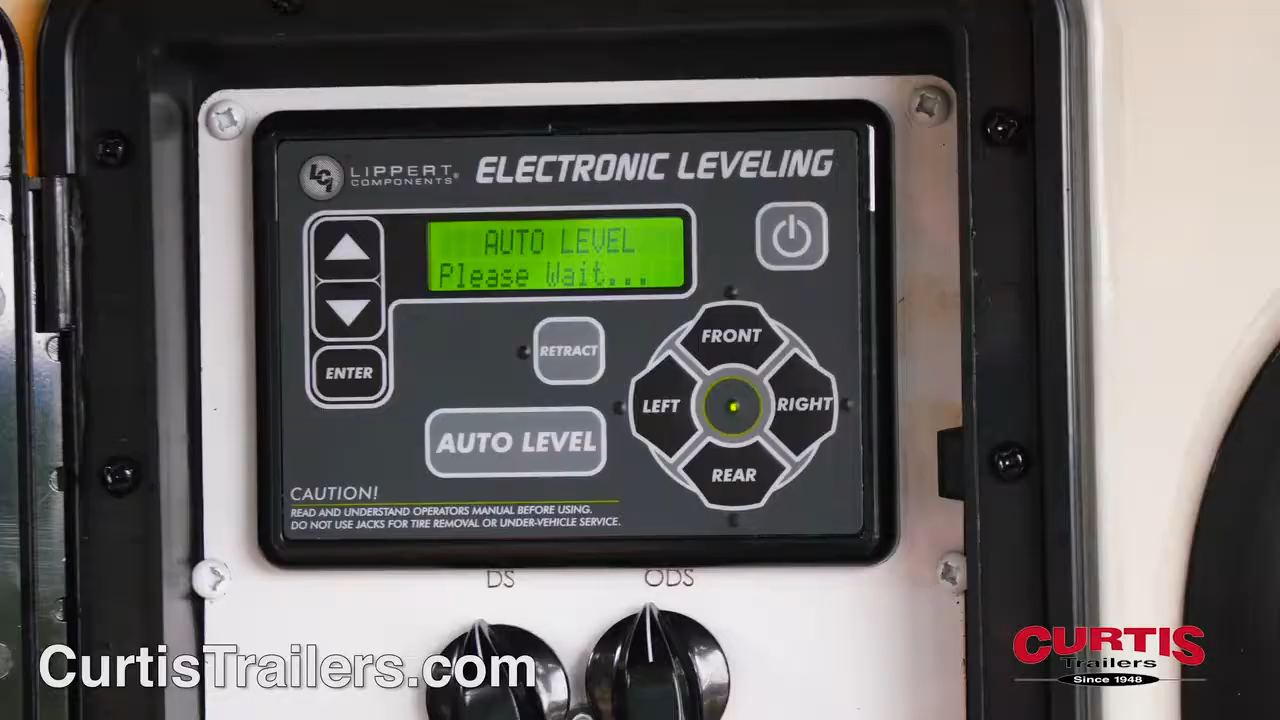 LCI LIPPERT COMPONENTS® ELECTRONIC LEVELING
AUTO LEVEL
Please Wait...
ENTER
RETRACT
AUTO LEVEL
FRONT
LEFT
RIGHT
REAR
CAUTION!
READ AND UNDERSTAND OPERATORS MANUAL BEFORE USING.
DO NOT USE JACKS FOR TIRE REMOVAL OR UNDER-VEHICLE SERVICE.
DS
ODS
CurtisTrailers.com
CURTIS
Trailers
Since 1948